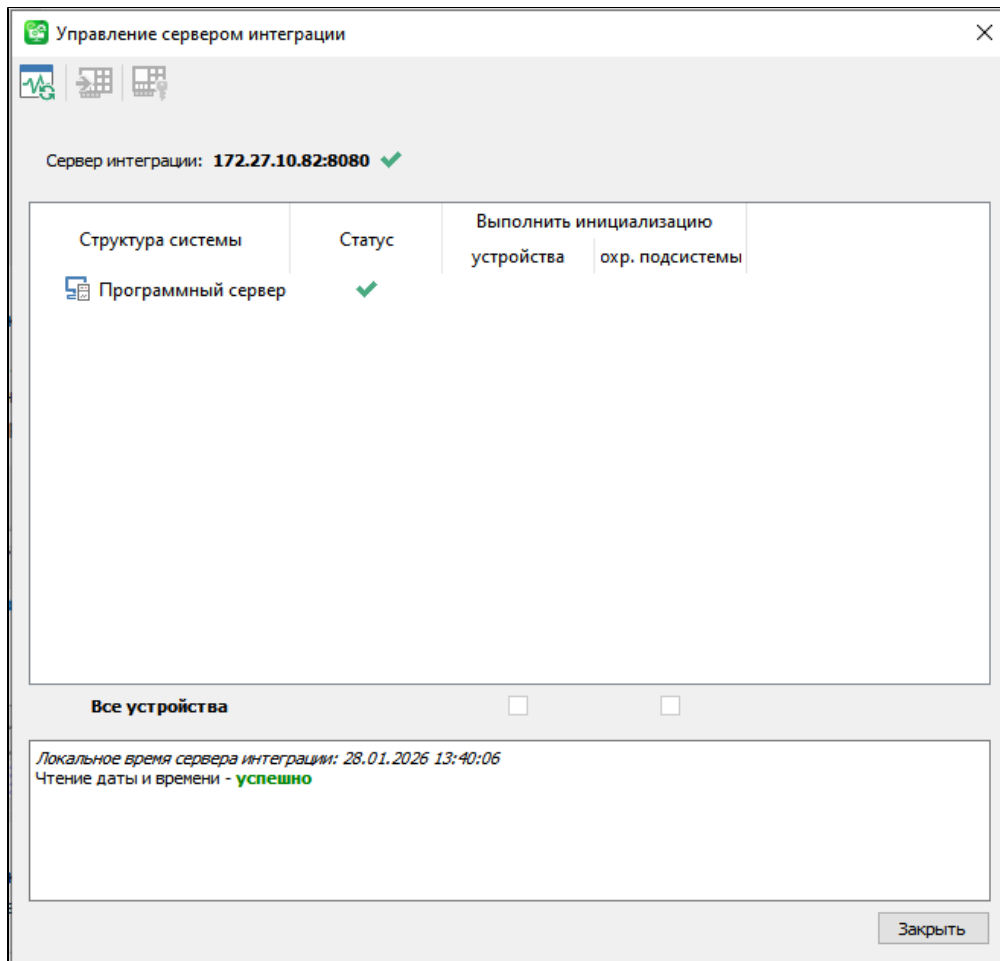 Управление сервером интеграции
Сервер интеграции: 172.27.10.82:8080
Структура системы
Статус
Выполнить инициализацию
устройства
охр. подсистемы
Программный сервер
Все устройства
Локальное время сервера интеграции: 28.01.2026 13:40:06
Чтение даты и времени - успешно
Закрыть